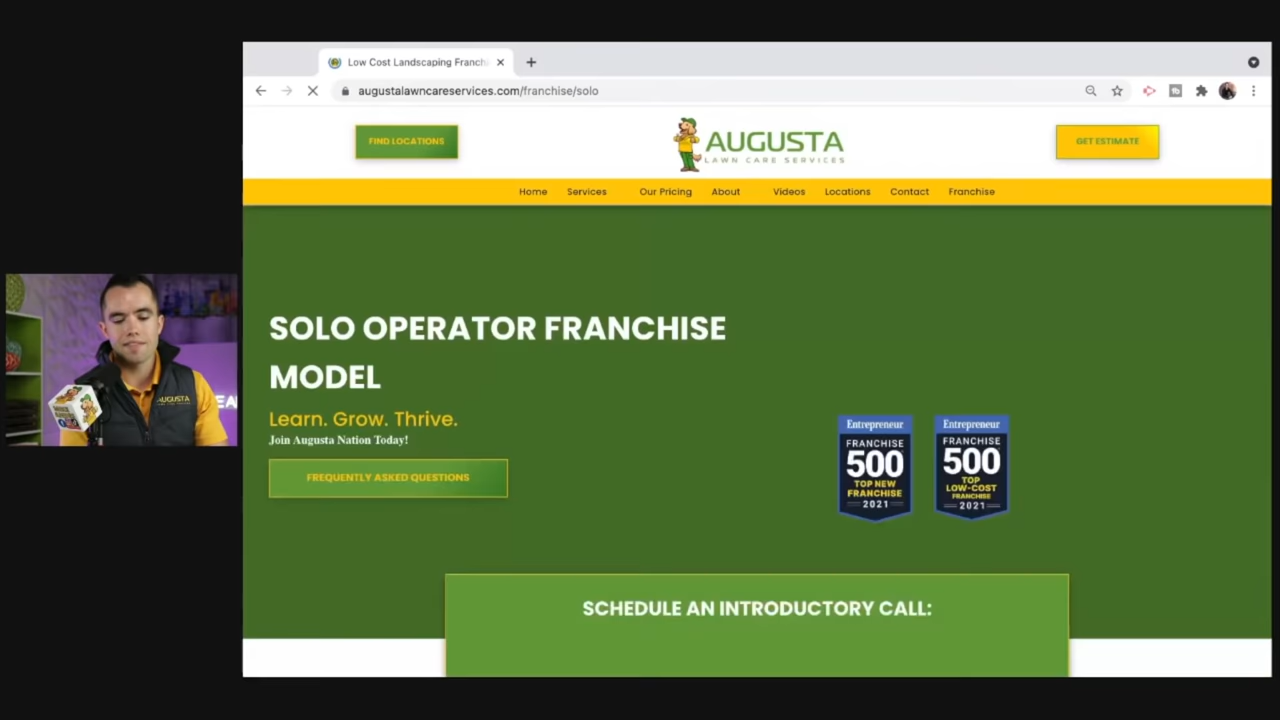 Low Cost Landscaping Franchi
augustalawncareservices.com/franchise/solo
FIND LOCATIONS
AUGUSTA
LAWN CARE SERVICES
GET ESTIMATE
Home Services Our Pricing About Videos Locations Contact Franchise
SOLO OPERATOR FRANCHISE
MODEL
Learn. Grow. Thrive.
Join Augusta Nation Today!
FREQUENTLY ASKED QUESTIONS
Entrepreneur
FRANCHISE
500
TOP NEW
FRANCHISE
2021
Entrepreneur
FRANCHISE
500
TOP
LOW-COST
FRANCHISE
2021
SCHEDULE AN INTRODUCTORY CALL:
AUGUSTA
EA